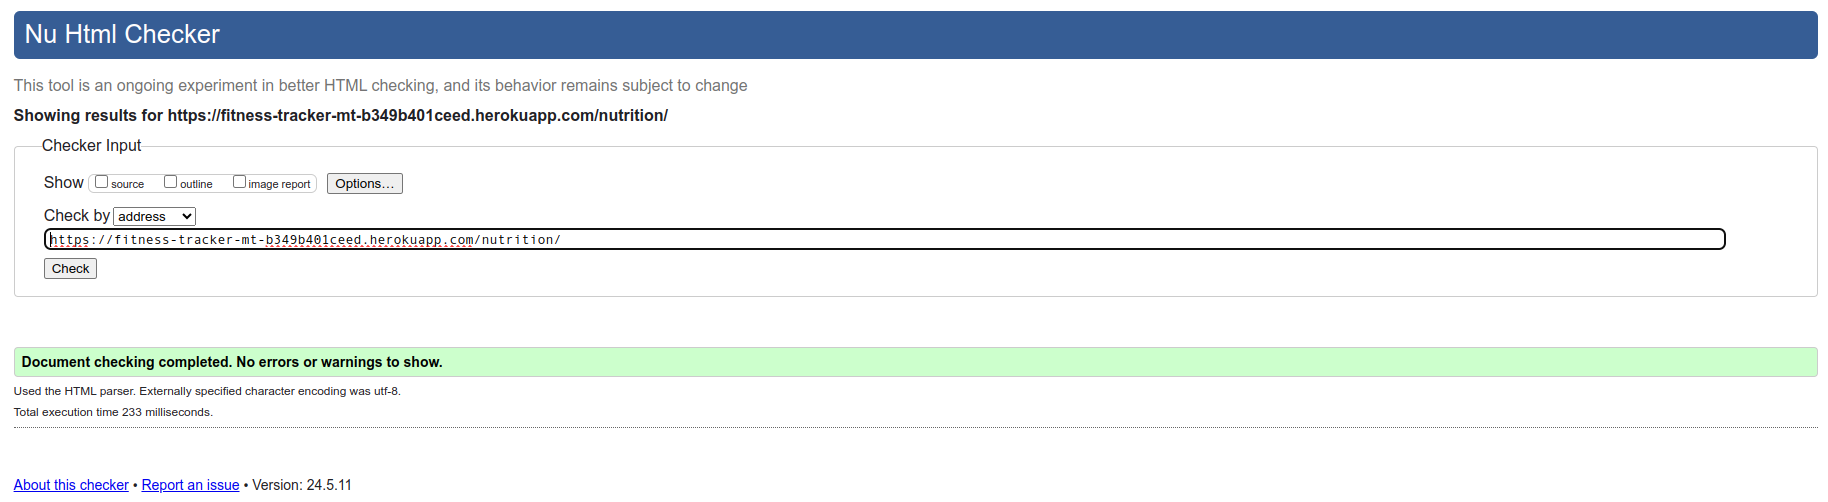 Nu Html Checker
This tool is an ongoing experiment in better HTML checking, and its behavior remains subject to change
Showing results for https://fitness-tracker-mt-b349b401ceed.herokuapp.com/nutrition/
Checker Input
Show source outline image report Options...
Check by address
https://fitness-tracker-mt-b349b401ceed.herokuapp.com/nutrition/
Check
Document checking completed. No errors or warnings to show.
Used the HTML parser. Externally specified character encoding was utf-8.
Total execution time 233 milliseconds.
About this checker • Report an issue • Version: 24.5.11